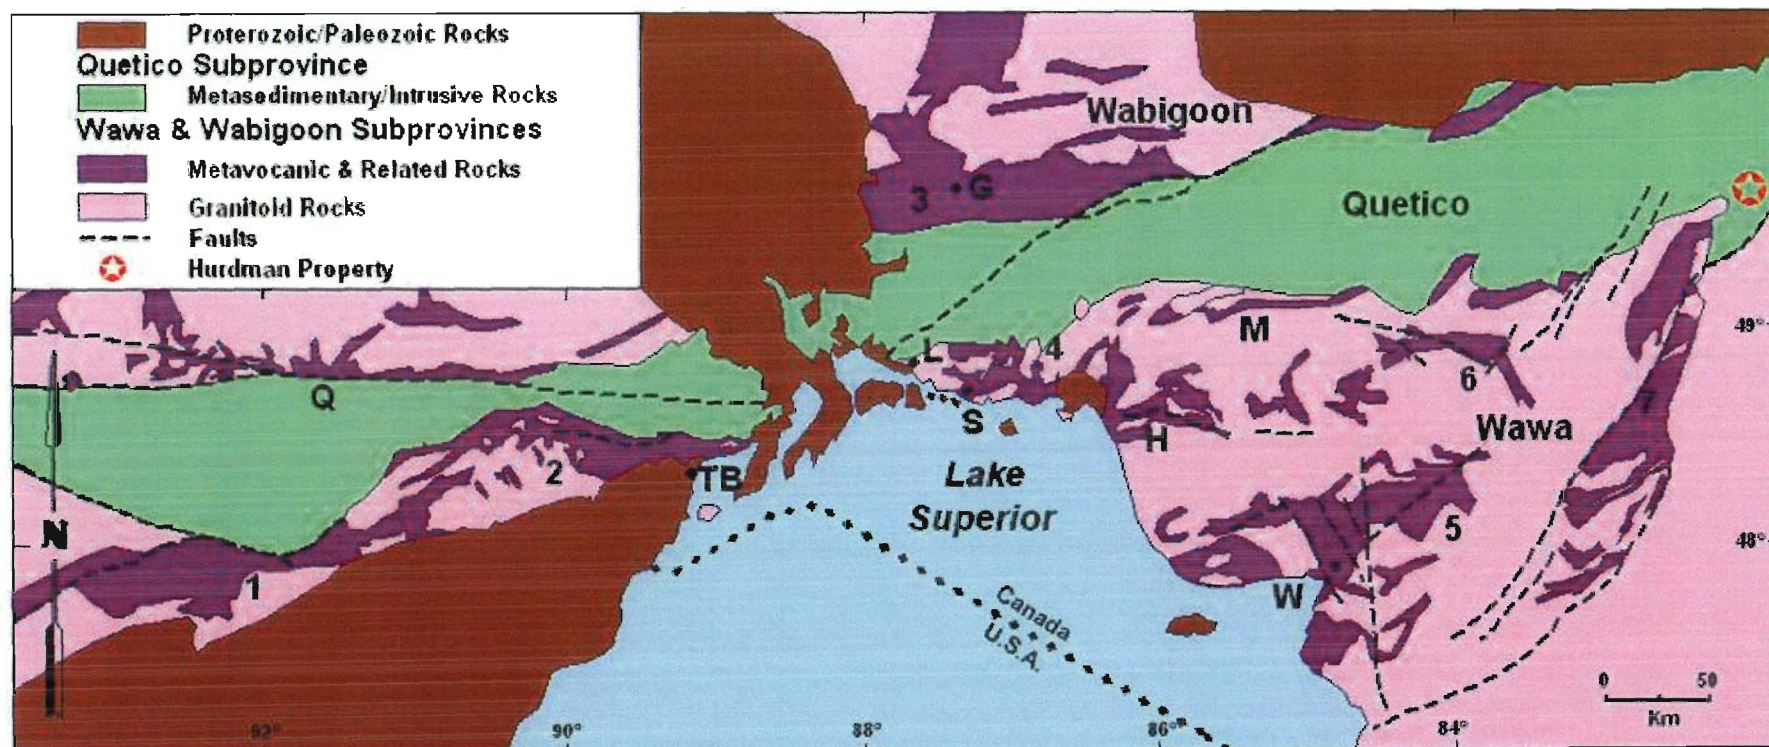 Proterozoic/Paleozoic Rocks
Quetico Subprovince
Metasedimentary/Intrusive Rocks
Wawa & Wabigoon Subprovinces
Metavocanic & Related Rocks
Granitoid Rocks
Faults
Hurdman Property
Wabigoon
3 G
Quetico
49°
L 4
M
6
Q
7
S
H
Wawa
2
TB
Lake
Superior
5
48°
N
1
W
Canada
U.S.A.
0 50
Km
92° 90° 88° 86° 84°